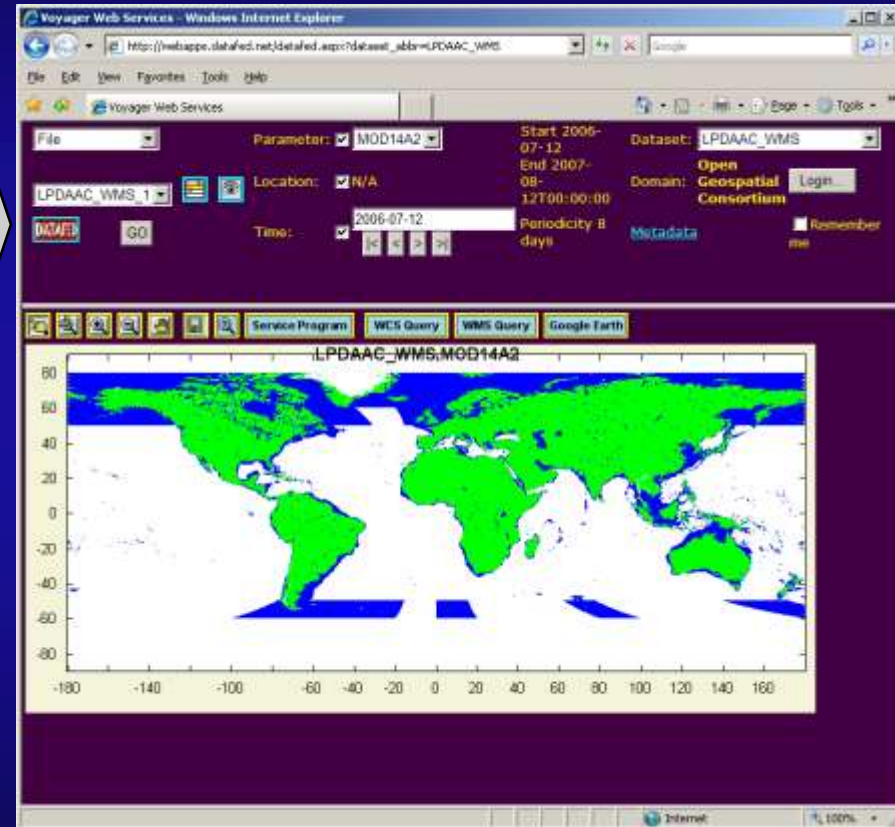 Voyager Web Services - Windows Internet Explorer
http://webapps.datafed.net/datafed.aspx?dataset_abbr=LPDAAC_WMS
Google
File Edit View Favorites Tools Help
Voyager Web Services
Page Tools
File
Parameter: MOD14A2
Start 2006-07-12
End 2007-08-12T00:00:00
Dataset: LPDAAC_WMS
LPDAAC_WMS_1
Location: N/A
Domain: Open Geospatial Consortium
Login...
DATAFED
GO
Time: 2006-07-12
|< < > >|
Periodicity 8 days
Metadata
Remember me
Service Program
WCS Query
WMS Query
Google Earth
LPDAAC_WMS,MOD14A2
80
60
40
20
0
-20
-40
-60
-80
-180 -140 -100 -60 -40 -20 0 20 40 60 80 100 120 140 160
Internet
100%